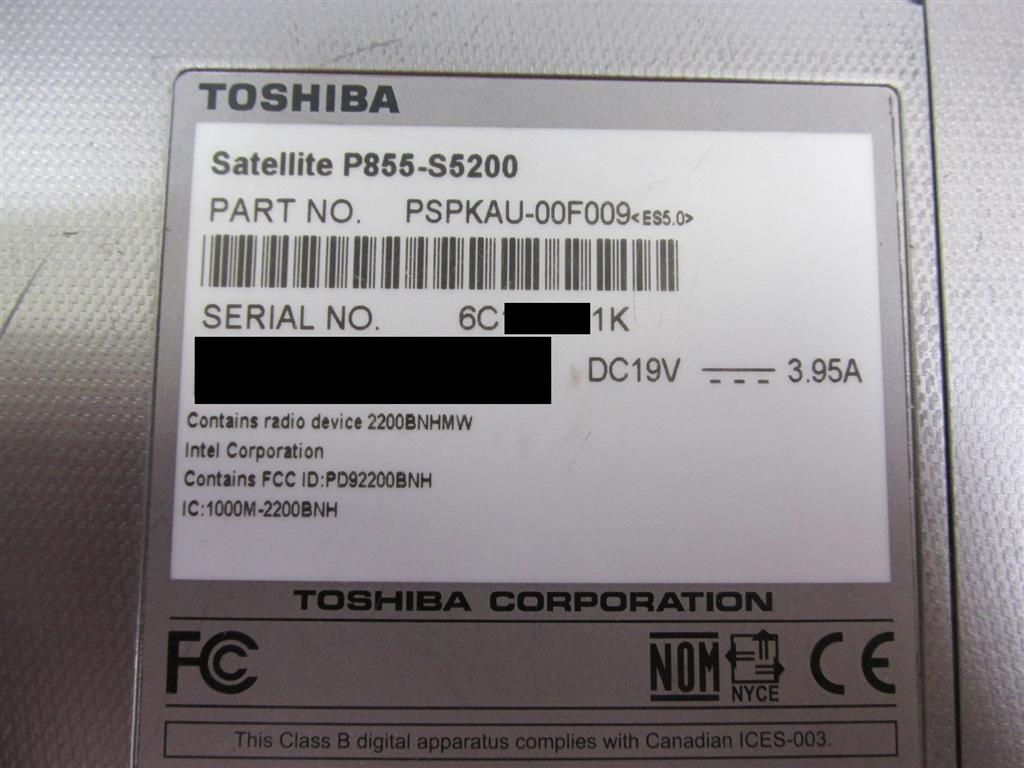 TOSHIBA
Satellite P855-S5200
PART NO. PSPKAU-00F009<ES5.0>
SERIAL NO. 6C 1K
DC19V 3.95A
Contains radio device 2200BNHMW
Intel Corporation
Contains FCC ID:PD92200BNH
IC:1000M-2200BNH
TOSHIBA CORPORATION
FC NOM NYCE CE
This Class B digital apparatus complies with Canadian ICES-003.